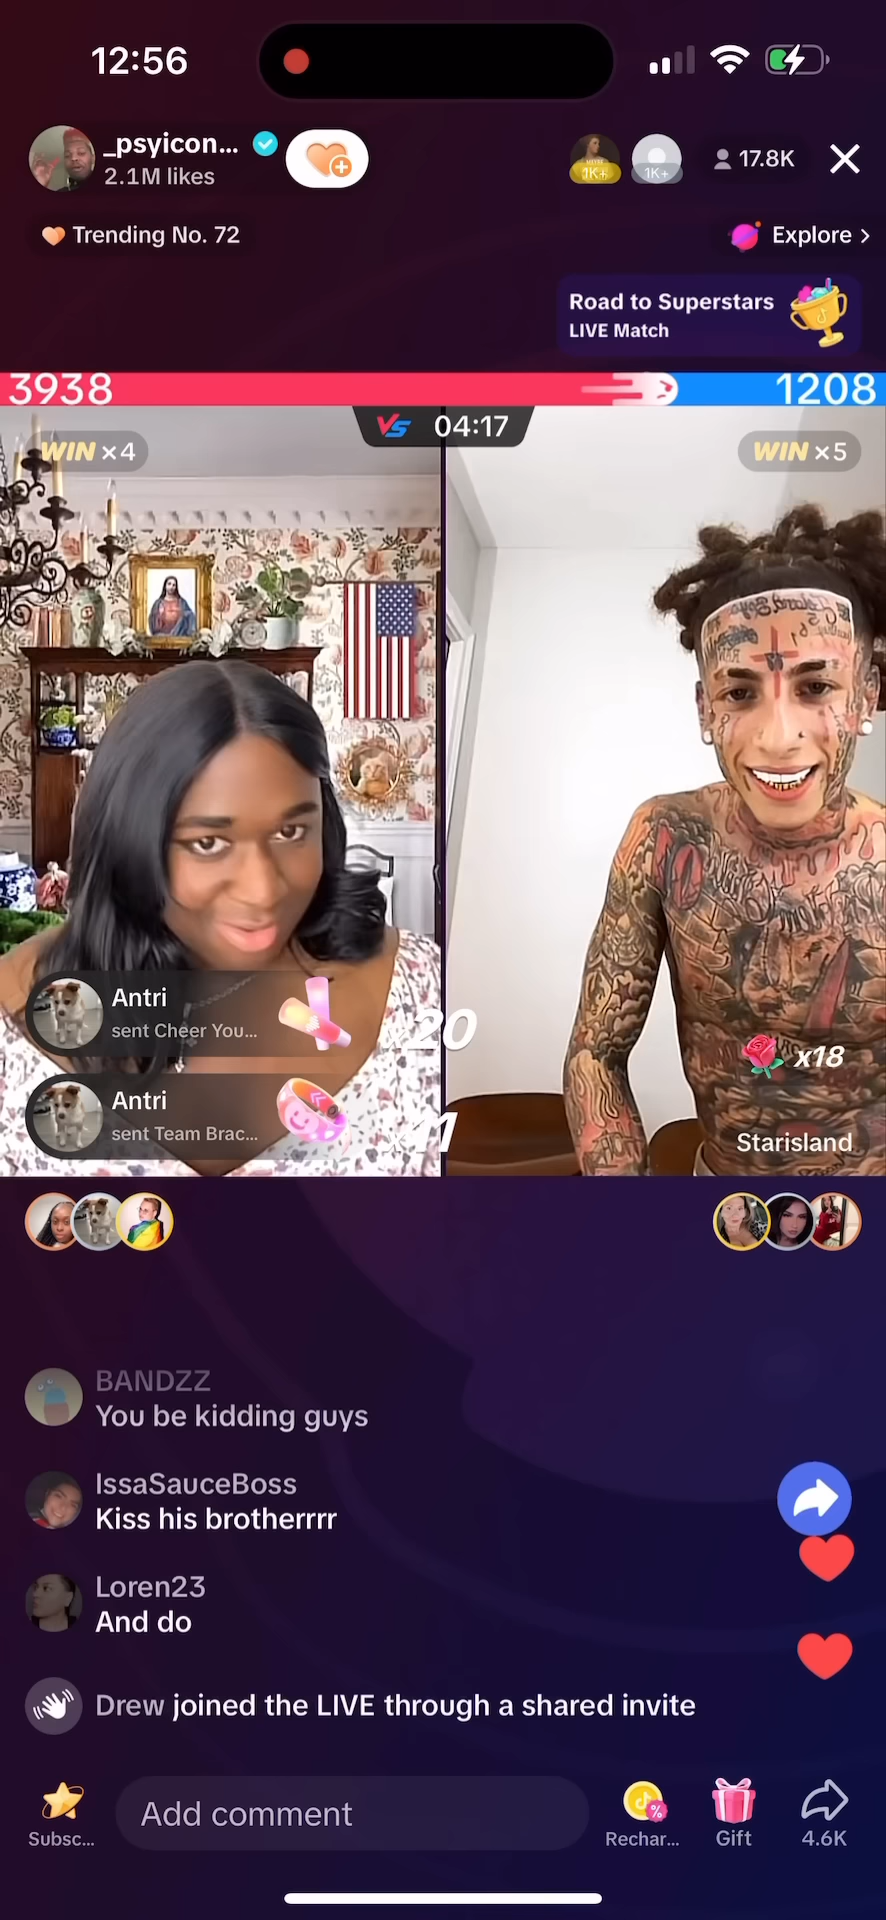 12:56
_psyicon...
2.1M likes
1K+
1K+
17.8K
Trending No. 72
Explore >
Road to Superstars
LIVE Match
3938
1208
VS 04:17
WIN x4
WIN x5
Antri
sent Cheer You...
x20
Antri
sent Team Brac...
x18
Starisland
BANDZZ
You be kidding guys
IssaSauceBoss
Kiss his brotherrrr
Loren23
And do
Drew joined the LIVE through a shared invite
Add comment
Subsc...
Rechar...
Gift
4.6K